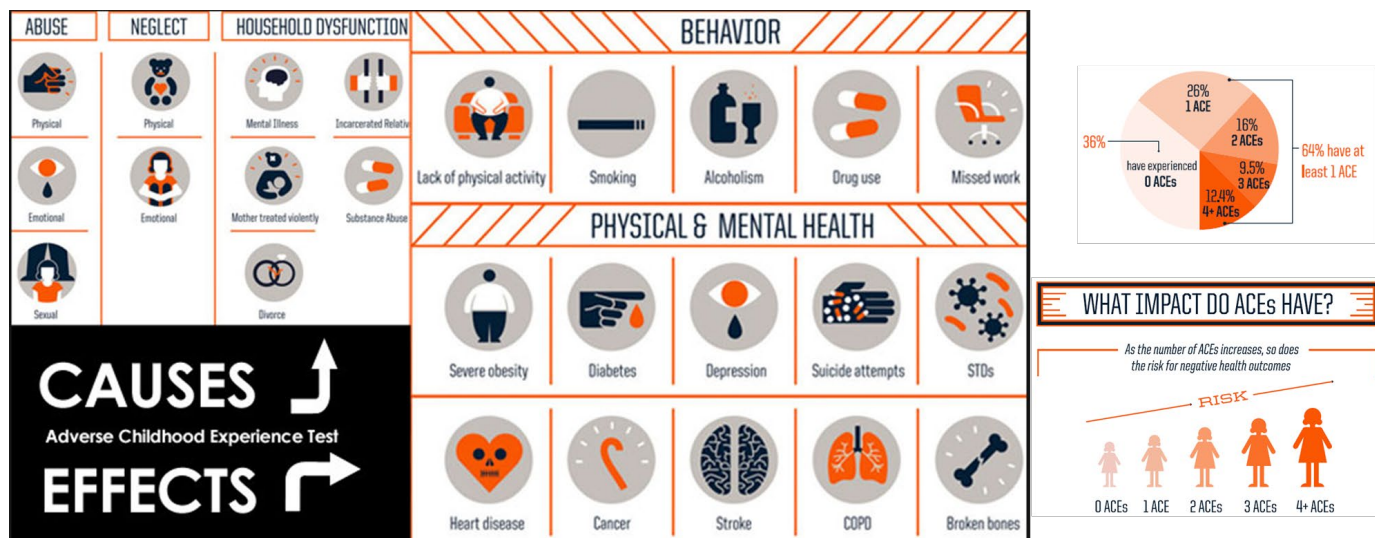 ABUSE
NEGLECT
HOUSEHOLD DYSFUNCTION
Physical
Physical
Mental Illness
Incarcerated Relativ
Emotional
Emotional
Mother treated violently
Substance Abuse
Sexual
Divorce
CAUSES
Adverse Childhood Experience Test
EFFECTS
BEHAVIOR
Lack of physical activity
Smoking
Alcoholism
Drug use
Missed work
PHYSICAL & MENTAL HEALTH
Severe obesity
Diabetes
Depression
Suicide attempts
STDs
Heart disease
Cancer
Stroke
COPD
Broken bones
26%
1 ACE
16%
2 ACEs
9.5%
3 ACEs
12.4%
4+ ACEs
36%
have experienced
0 ACEs
64% have at
least 1 ACE
WHAT IMPACT DO ACEs HAVE?
As the number of ACEs increases, so does
the risk for negative health outcomes
RISK
0 ACEs
1 ACE
2 ACEs
3 ACEs
4+ ACEs